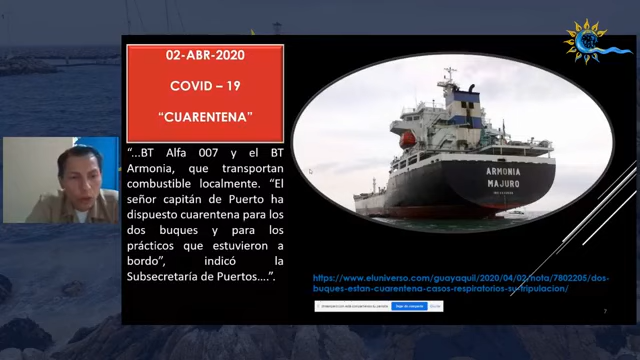 02-ABR-2020
COVID – 19
“CUARENTENA”
“...BT Alfa 007 y el BT
Armonia, que transportan
combustible localmente. “El
señor capitán de Puerto ha
dispuesto cuarentena para los
dos buques y para los
prácticos que estuvieron a
bordo”, indicó la
Subsecretaría de Puertos....”.
ARMONIA
MAJURO
https://www.eluniverso.com/guayaquil/2020/04/02/nota/7802205/dos-
buques-estan-cuarentena-casos-respiratorios-su-tripulacion/
7